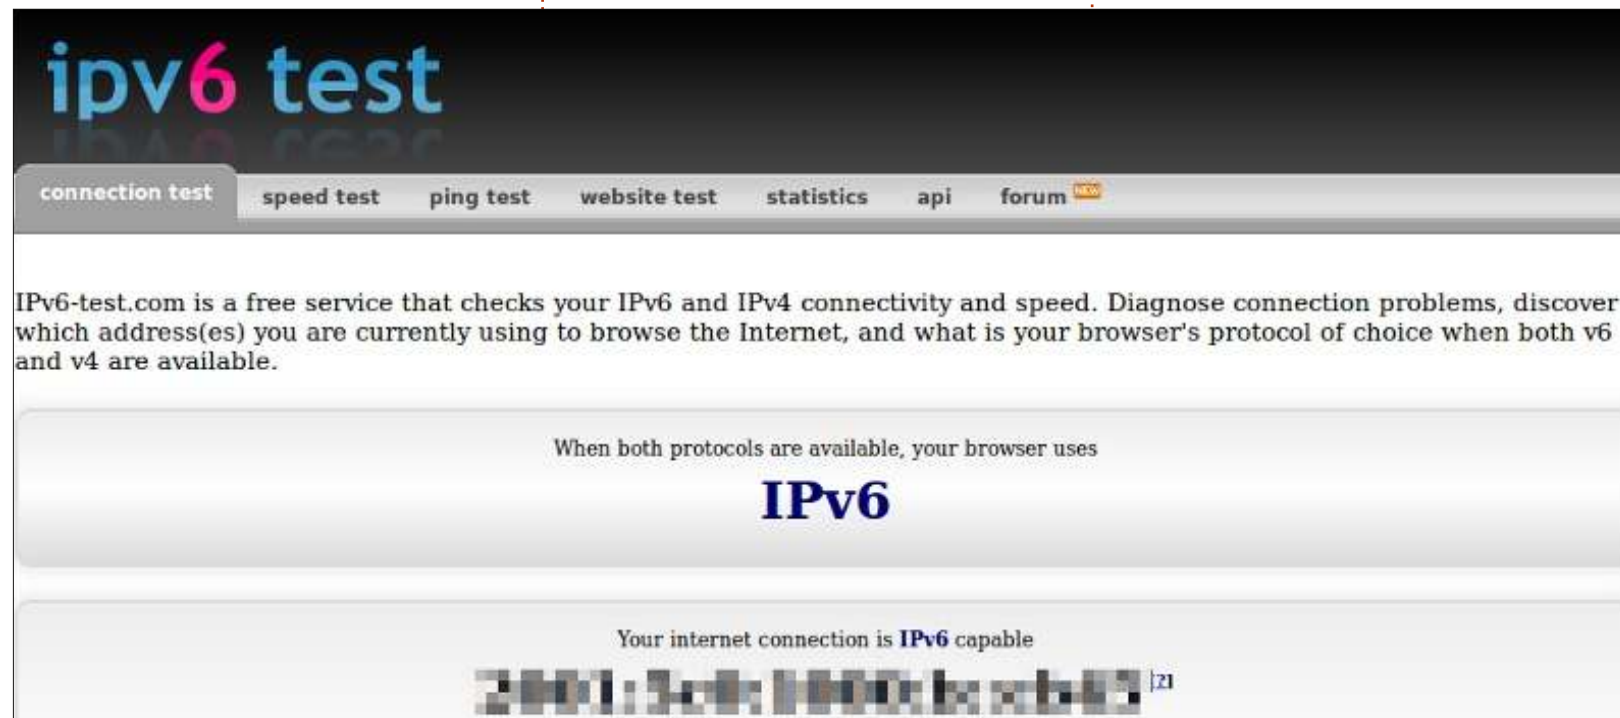 ipv6 test
connection test speed test ping test website test statistics api forum NEW
IPv6-test.com is a free service that checks your IPv6 and IPv4 connectivity and speed. Diagnose connection problems, discover
which address(es) you are currently using to browse the Internet, and what is your browser's protocol of choice when both v6
and v4 are available.
When both protocols are available, your browser uses
IPv6
Your internet connection is IPv6 capable
[?]